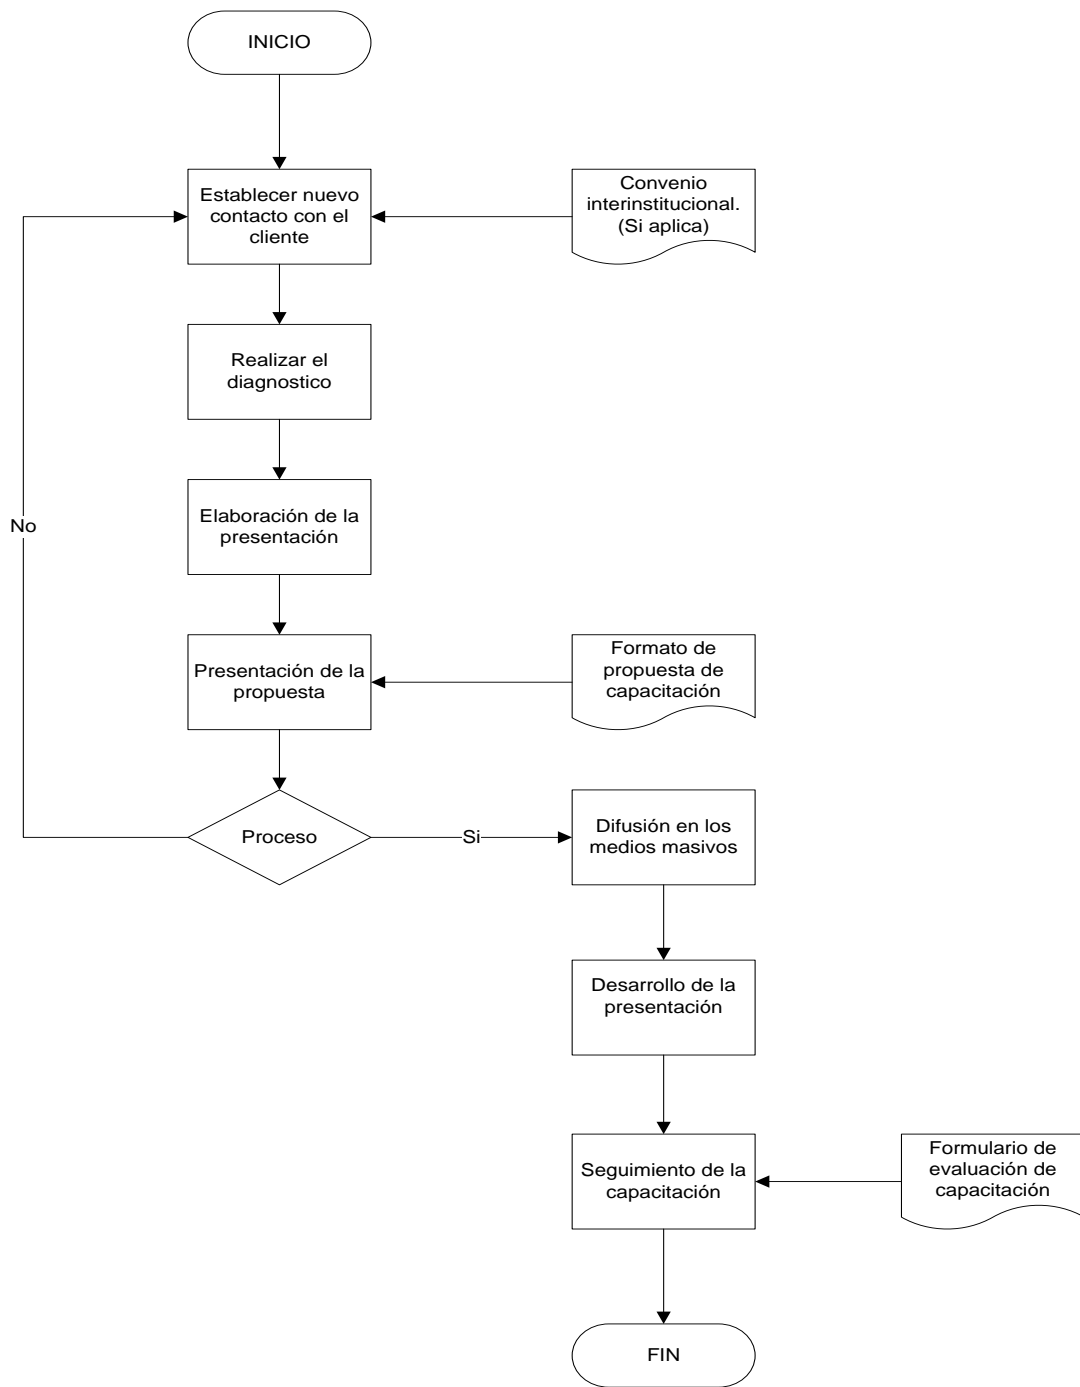 INICIO
Establecer nuevo
contacto con el
cliente
Convenio
interinstitucional.
(Si aplica)
Realizar el
diagnostico
No
Elaboración de la
presentación
Presentación de la
propuesta
Formato de
propuesta de
capacitación
Proceso
Si
Difusión en los
medios masivos
Desarrollo de la
presentación
Seguimiento de la
capacitación
Formulario de
evaluación de
capacitación
FIN